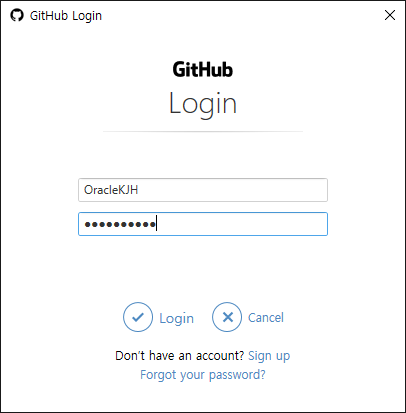 GitHub Login
GitHub
Login
OracleKJH
●●●●●●●●●●
Login Cancel
Don't have an account? Sign up
Forgot your password?